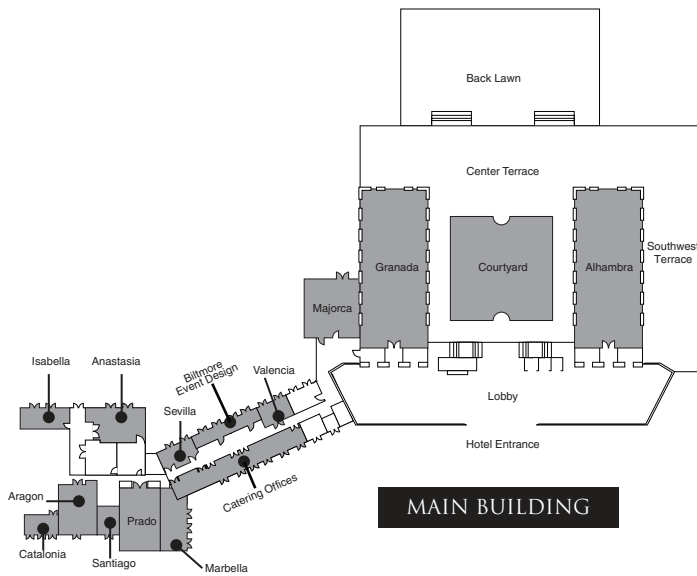 Back Lawn
Center Terrace
Granada
Courtyard
Alhambra
Southwest
Terrace
Majorca
Isabella
Anastasia
Biltmore
Event Design
Valencia
Sevilla
Lobby
Hotel Entrance
Catering Offices
Aragon
Prado
Catalonia
Santiago
Marbella
MAIN BUILDING